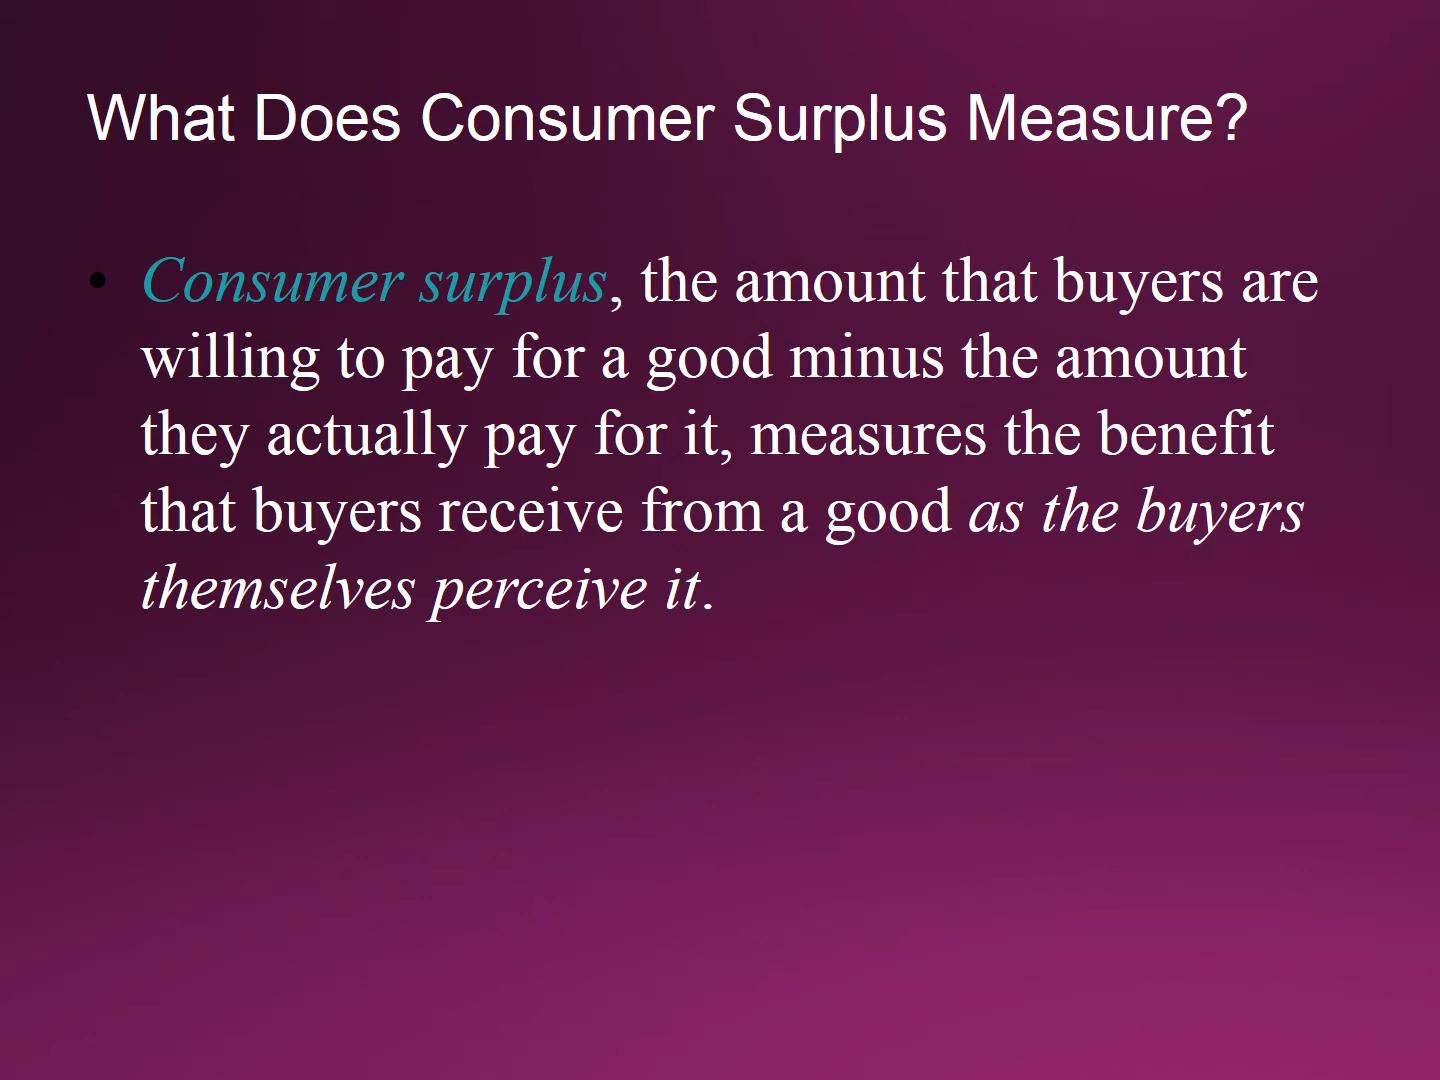 What Does Consumer Surplus Measure?
• Consumer surplus, the amount that buyers are
willing to pay for a good minus the amount
they actually pay for it, measures the benefit
that buyers receive from a good as the buyers
themselves perceive it.